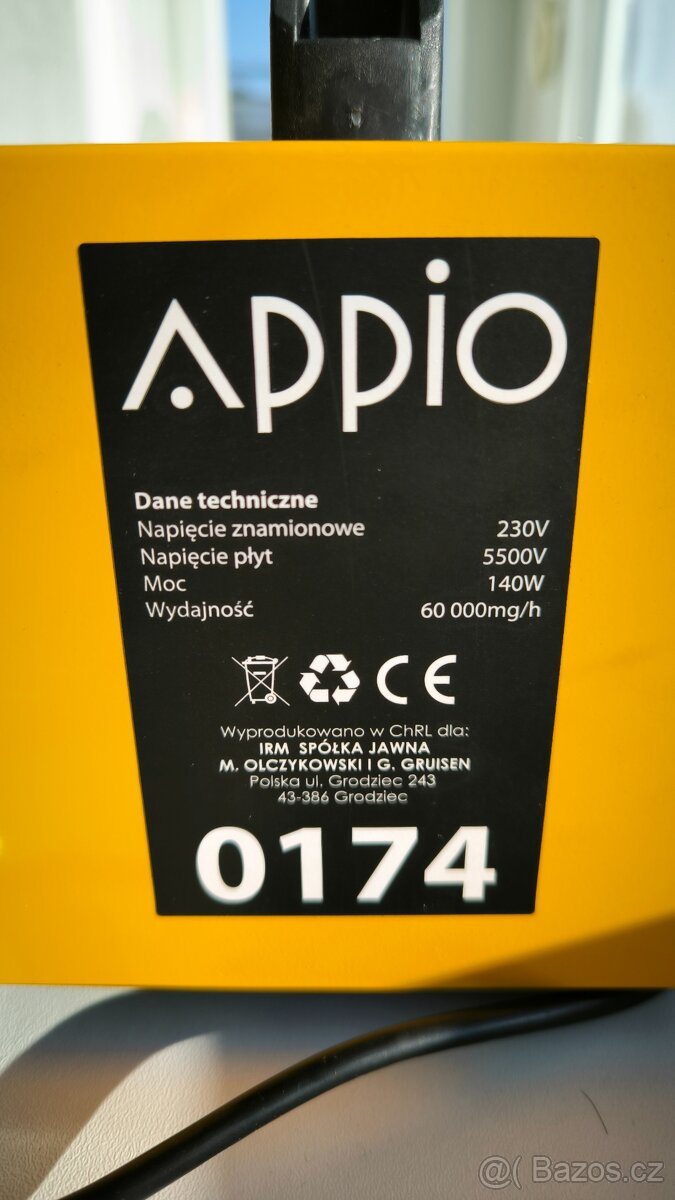 Appio
Dane techniczne
Napięcie znamionowe 230V
Napięcie płyt 5500V
Moc 140W
Wydajność 60 000mg/h
CE
Wyprodukowano w ChRL dla:
IRM SPÓŁKA JAWNA
M. OLCZYKOWSKI I G. GRUISEN
Polska ul. Grodziec 243
43-386 Grodziec
0174
@( Bazos.cz